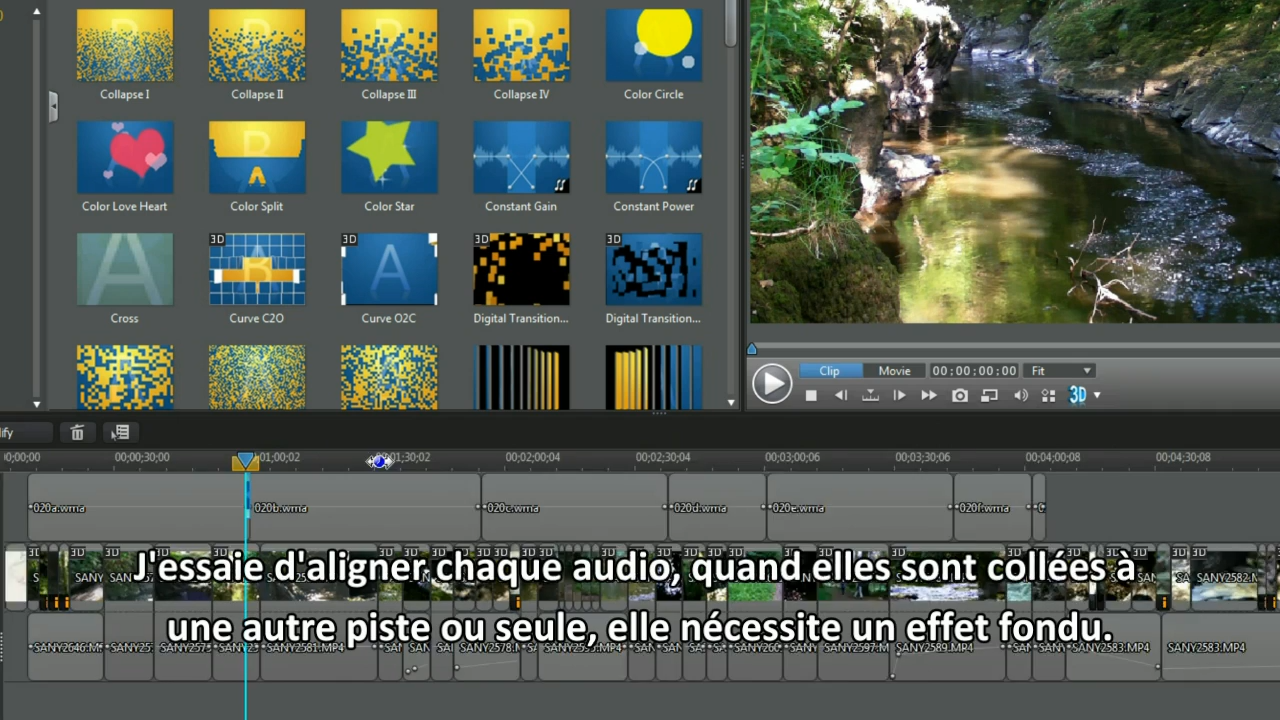 Collapse I Collapse II Collapse III Collapse IV Color Circle
Color Love Heart Color Split Color Star Constant Gain Constant Power
3D 3D 3D 3D
Cross Curve C2O Curve O2C Digital Transition... Digital Transition...
Clip Movie 00:00:00:00 Fit
3D
ify
00:00:30:00 01:00:02 01:30:02 00:02:00:04 00:02:30:04 00:03:00:06 00:03:30:06 00:04:00:08 00:04:30:08
020a.wma 020b.wma 020c.wma 020d.wma 020e.wma 020f.wma
J'essaie d'aligner chaque audio, quand elles sont collées à
une autre piste ou seule, elle nécessite un effet fondu.
SANY2582.M
SANY2646.MF SANY2581.MP4 SANY2578.M SANY2597.M SANY2589.MP4 SANY2583.MP4 SANY2583.MP4